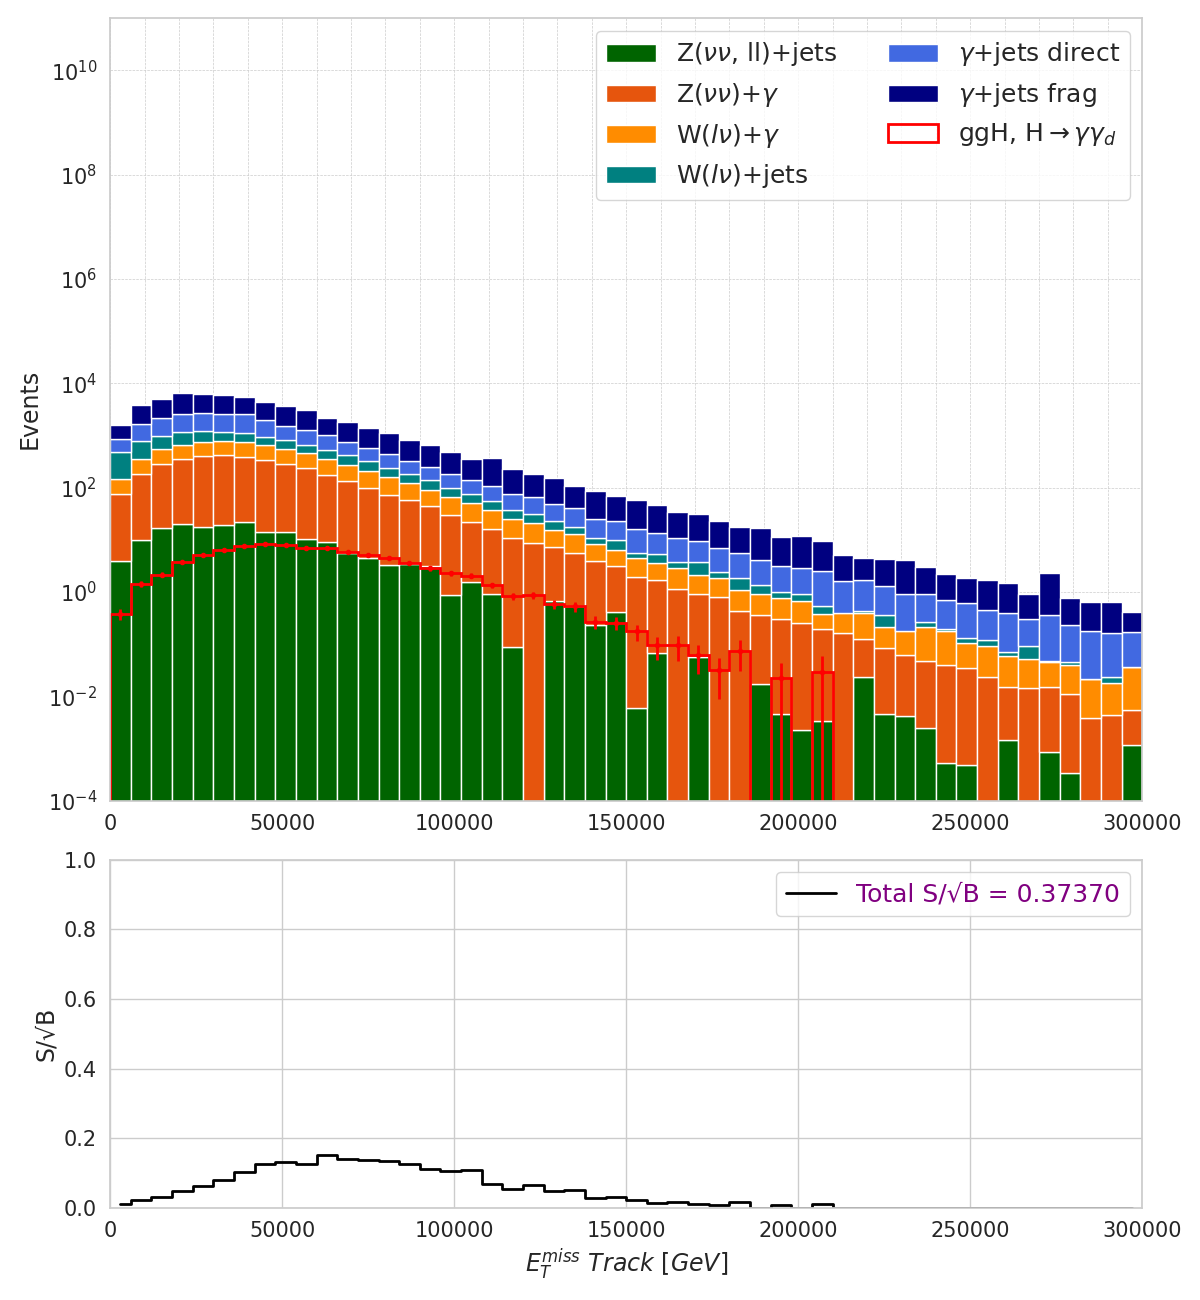 Z(νν, ll)+jets
Z(νν)+γ
W(lν)+γ
W(lν)+jets
γ+jets direct
γ+jets frag
ggH, H→γγ_d
Events
10^10
10^8
10^6
10^4
10^2
10^0
10^−2
10^−4
0 50000 100000 150000 200000 250000 300000
Total S/√B = 0.37370
S/√B
1.0
0.8
0.6
0.4
0.2
0.0
0 50000 100000 150000 200000 250000 300000
E_T^miss Track [GeV]